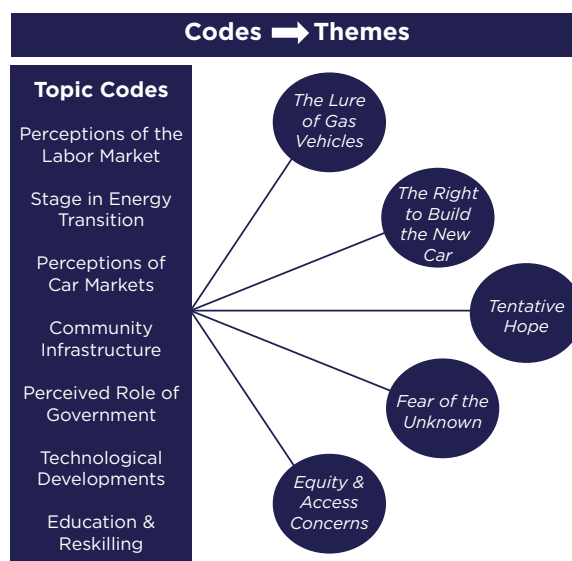 Codes ➡ Themes
Topic Codes
Perceptions of the
Labor Market
Stage in Energy
Transition
Perceptions of
Car Markets
Community
Infrastructure
Perceived Role of
Government
Technological
Developments
Education &
Reskilling
The Lure
of Gas
Vehicles
The Right
to Build
the New
Car
Tentative
Hope
Fear of the
Unknown
Equity &
Access
Concerns